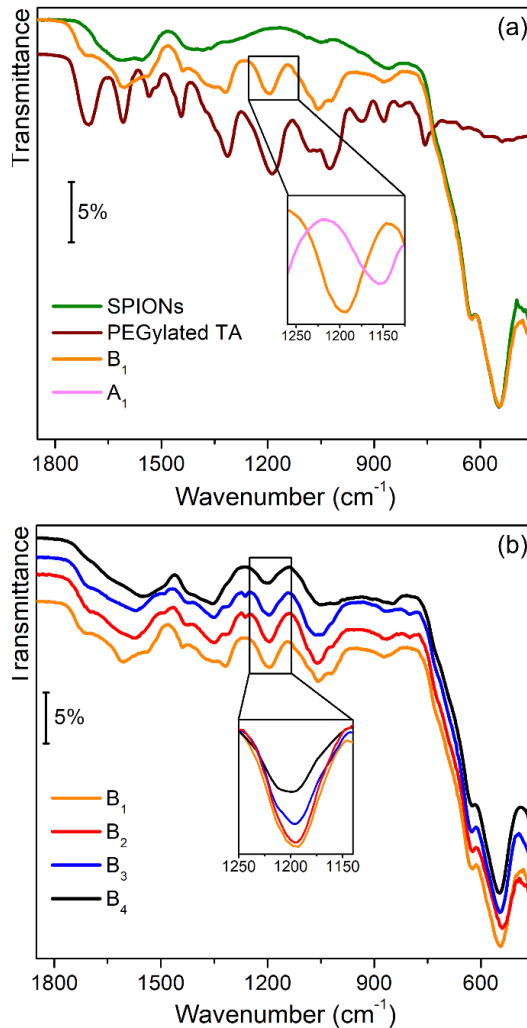 (a)
Transmittance
5%
1250 1200 1150
SPIONs
PEGylated TA
B₁
A₁
1800 1500 1200 900 600
Wavenumber (cm⁻¹)
(b)
Transmittance
5%
1250 1200 1150
B₁
B₂
B₃
B₄
1800 1500 1200 900 600
Wavenumber (cm⁻¹)